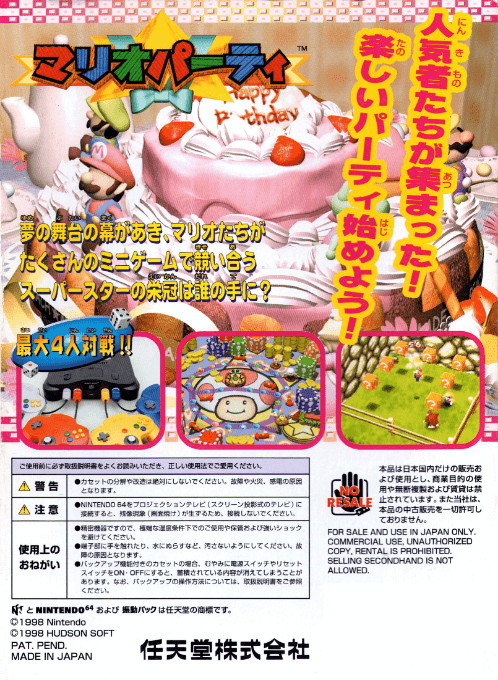 マリオパーティ™
Happy
Birthday
人気者たちが集まった!
楽しいパーティ始めよう!
夢の舞台の幕があき、マリオたちが
たくさんのミニゲームで競い合う
スーパースターの栄冠は誰の手に?
最大4人対戦!!
ご使用前に必ず取扱説明書をよくお読みいただき、正しい使用法でご愛用ください。
⚠警告
●カセットの分解や改造は絶対にしないでください。故障や火災、感電の原因
となります。
⚠注意
●NINTENDO 64をプロジェクションテレビ(スクリーン投影式のテレビ)に
接続すると、残像現象(画面焼け)が生ずるため、接続しないでください。
使用上の
おねがい
●精密機器ですので、極端な温度条件下でのご使用や保管および強いショック
を避けてください。
●端子部に手を触れたり、水にぬらすなど、汚さないようにしてください。故
障の原因となります。
●バックアップ機能付きのカセットの場合、むやみに電源スイッチやリセット
スイッチをON・OFFにすると、蓄積されている内容が消えてしまうことが
あります。なお、バックアップの操作方法については、取扱説明書をご参照
ください。
NO
RESALE
本品は日本国内だけの販売お
よび使用とし、商業目的の使
用や無断複製および賃貸は禁
止されています。また当社は、
本品の中古販売を一切許可し
ておりません。
FOR SALE AND USE IN JAPAN ONLY.
COMMERCIAL USE, UNAUTHORIZED
COPY, RENTAL IS PROHIBITED.
SELLING SECONDHAND IS NOT
ALLOWED.
と NINTENDO64 および 振動パックは任天堂の商標です。
©1998 Nintendo
©1998 HUDSON SOFT
PAT. PEND.
MADE IN JAPAN
任天堂株式会社